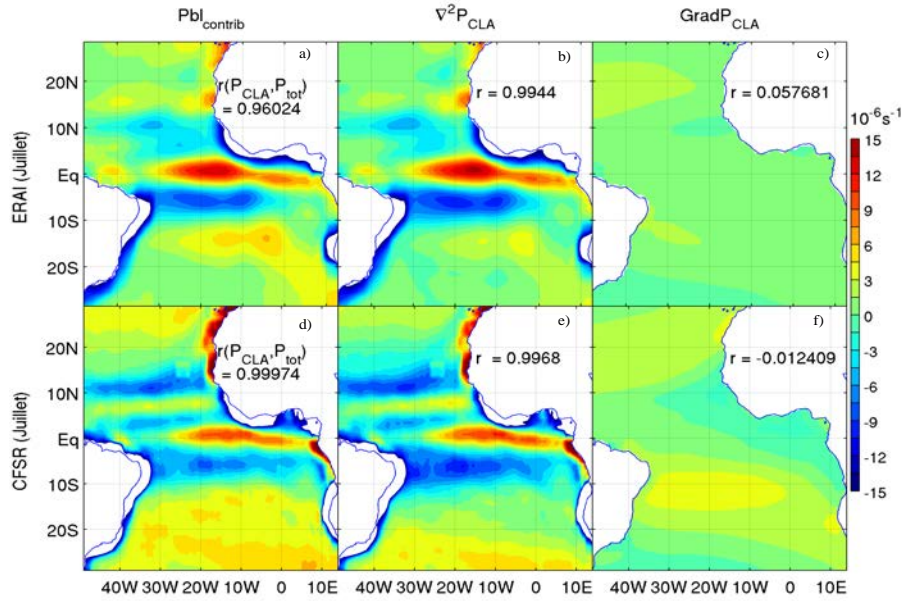 Pbl_contrib ∇²P_CLA GradP_CLA
ERAI (Juillet)
20N
10N
Eq
10S
20S
a)
r(P_CLA,P_tot)
= 0.96024
b)
r = 0.9944
c)
r = 0.057681
10⁻⁶s⁻¹
15
12
9
6
3
0
-3
-6
-9
-12
-15
CFSR (Juillet)
20N
10N
Eq
10S
20S
d)
r(P_CLA,P_tot)
= 0.99974
e)
r = 0.9968
f)
r = -0.012409
40W 30W 20W 10W 0 10E
40W 30W 20W 10W 0 10E
40W 30W 20W 10W 0 10E